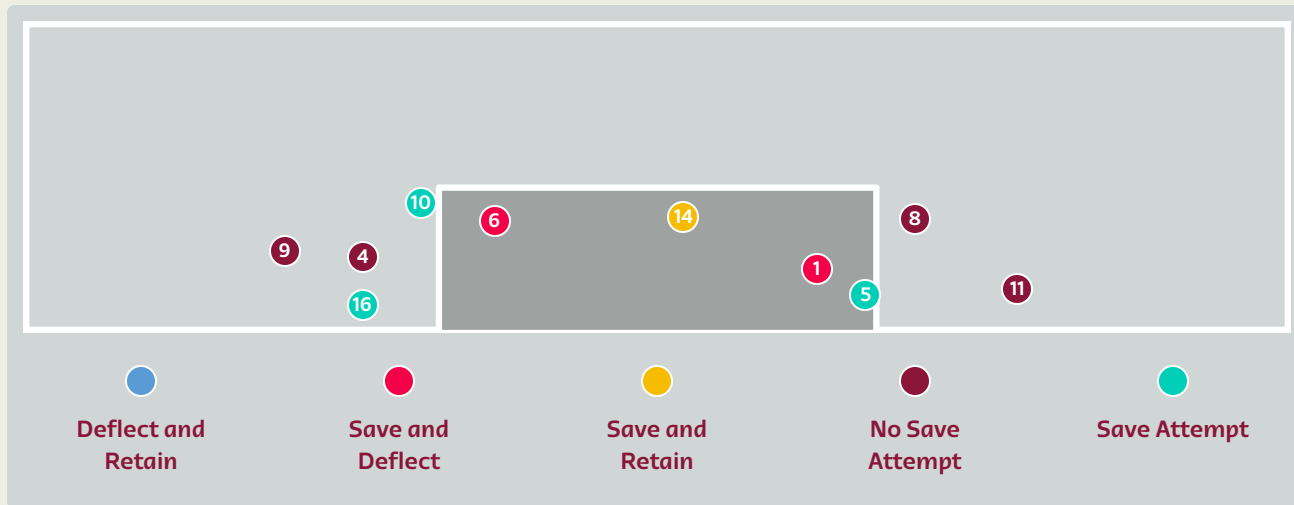 10
6
14
8
9
4
1
16
5
11
Deflect and
Retain
Save and
Deflect
Save and
Retain
No Save
Attempt
Save Attempt